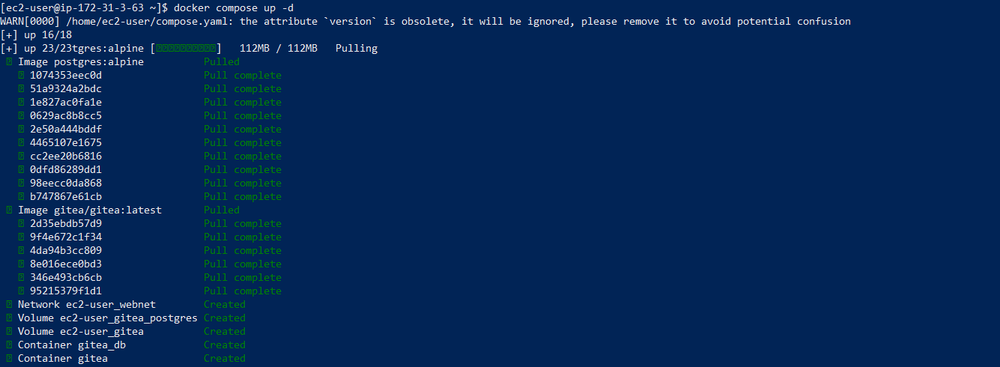 [ec2-user@ip-172-31-3-63 ~]$ docker compose up -d
WARN[0000] /home/ec2-user/compose.yaml: the attribute `version` is obsolete, it will be ignored, please remove it to avoid potential confusion
[+] up 16/18
[+] up 23/23tgres:alpine [⍰⍰⍰⍰⍰⍰⍰⍰⍰⍰] 112MB / 112MB Pulling
⍰ Image postgres:alpine Pulled
⍰ 1074353eec0d Pull complete
⍰ 51a9324a2bdc Pull complete
⍰ 1e827ac0fa1e Pull complete
⍰ 0629ac8b8cc5 Pull complete
⍰ 2e50a444bddf Pull complete
⍰ 4465107e1675 Pull complete
⍰ cc2ee20b6816 Pull complete
⍰ 0dfd86289dd1 Pull complete
⍰ 98eecc0da868 Pull complete
⍰ b747867e61cb Pull complete
⍰ Image gitea/gitea:latest Pulled
⍰ 2d35ebdb57d9 Pull complete
⍰ 9f4e672c1f34 Pull complete
⍰ 4da94b3cc809 Pull complete
⍰ 8e016ece0bd3 Pull complete
⍰ 346e493cb6cb Pull complete
⍰ 95215379f1d1 Pull complete
⍰ Network ec2-user_webnet Created
⍰ Volume ec2-user_gitea_postgres Created
⍰ Volume ec2-user_gitea Created
⍰ Container gitea_db Created
⍰ Container gitea Created